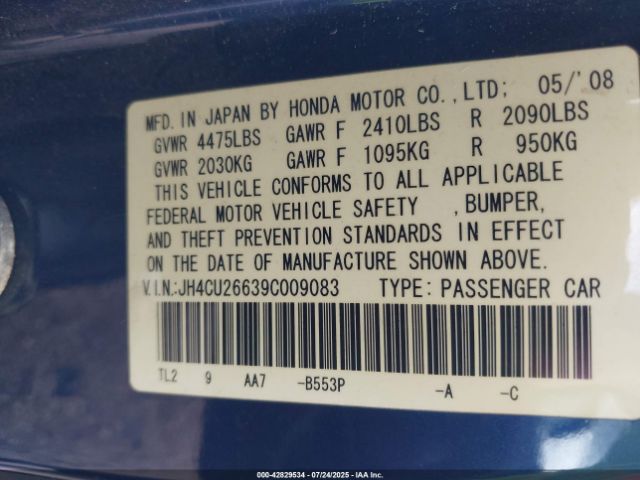 MFD. IN JAPAN BY HONDA MOTOR CO., LTD; 05/'08
GVWR 4475LBS GAWR F 2410LBS R 2090LBS
GVWR 2030KG GAWR F 1095KG R 950KG
THIS VEHICLE CONFORMS TO ALL APPLICABLE
FEDERAL MOTOR VEHICLE SAFETY , BUMPER,
AND THEFT PREVENTION STANDARDS IN EFFECT
ON THE DATE OF MANUFACTURE SHOWN ABOVE.
V.I.N.:JH4CU26639C009083 TYPE: PASSENGER CAR
TL2 9 AA7 -B553P -A -C
000-42829534 | 07/24/2025 | IAAI.COM